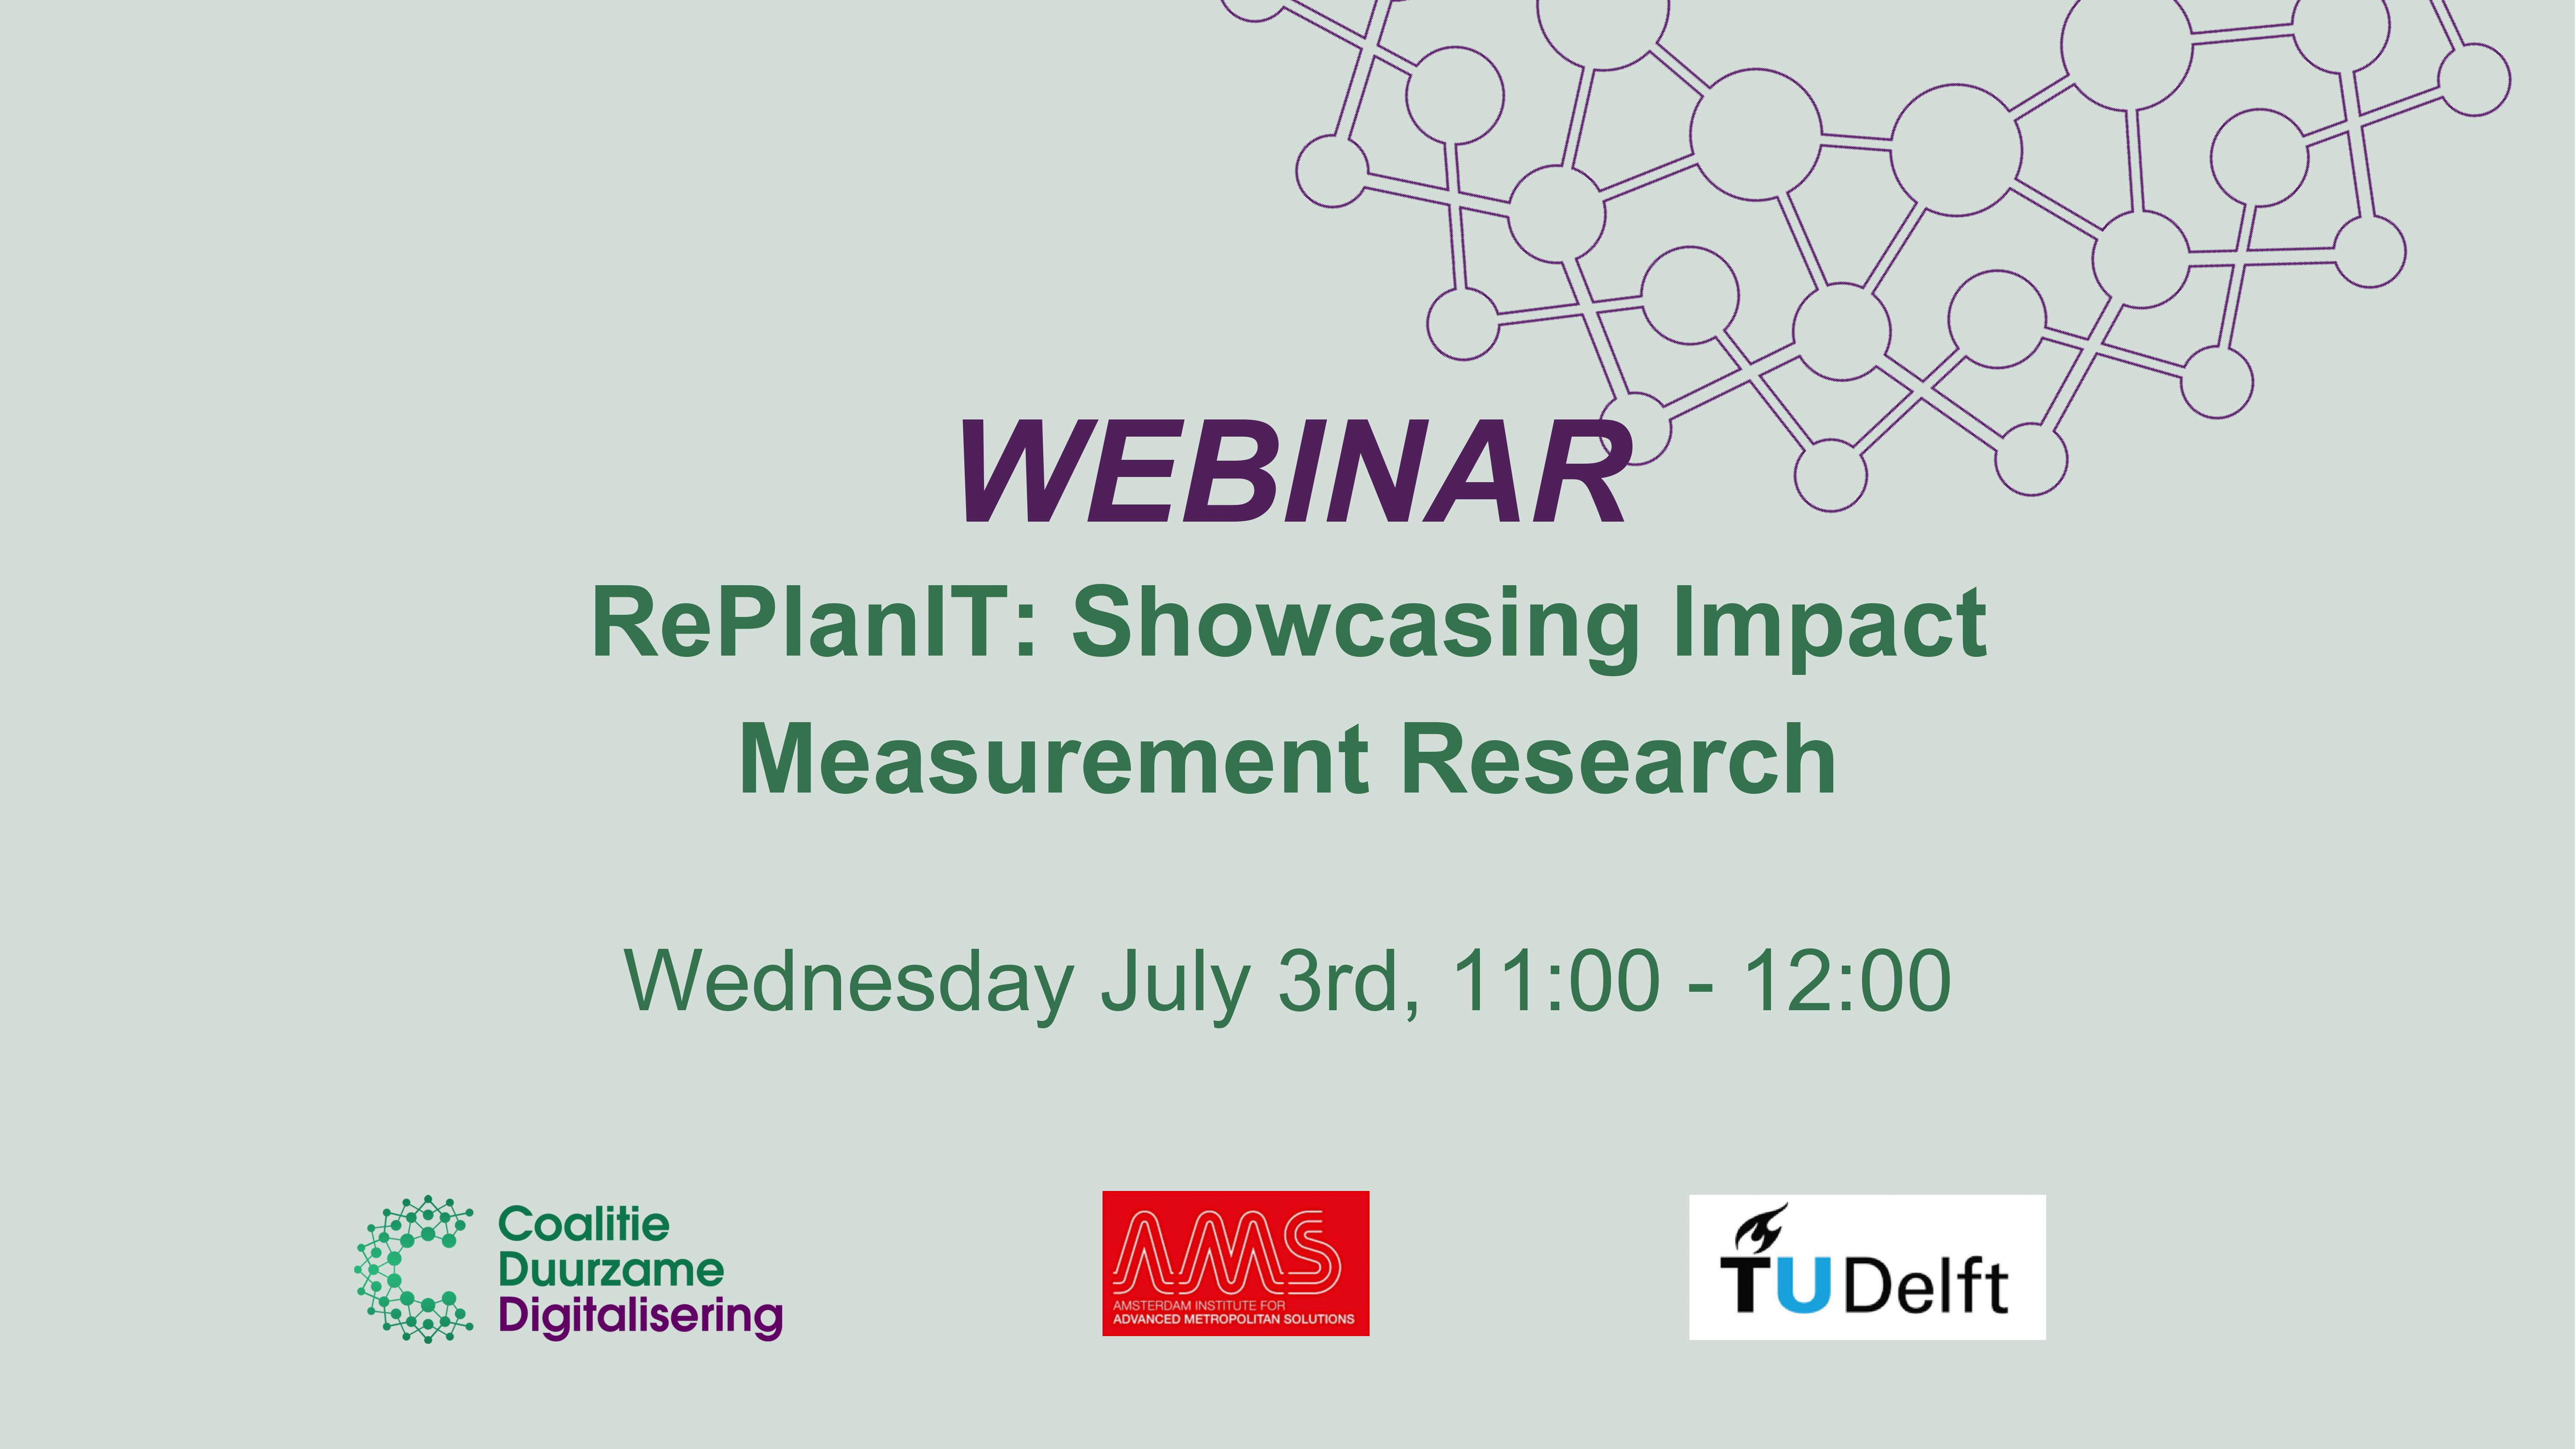 WEBINAR
RePlanIT: Showcasing Impact
Measurement Research
Wednesday July 3rd, 11:00 - 12:00
Coalitie
Duurzame
Digitalisering
AMS
AMSTERDAM INSTITUTE FOR
ADVANCED METROPOLITAN SOLUTIONS
TUDelft